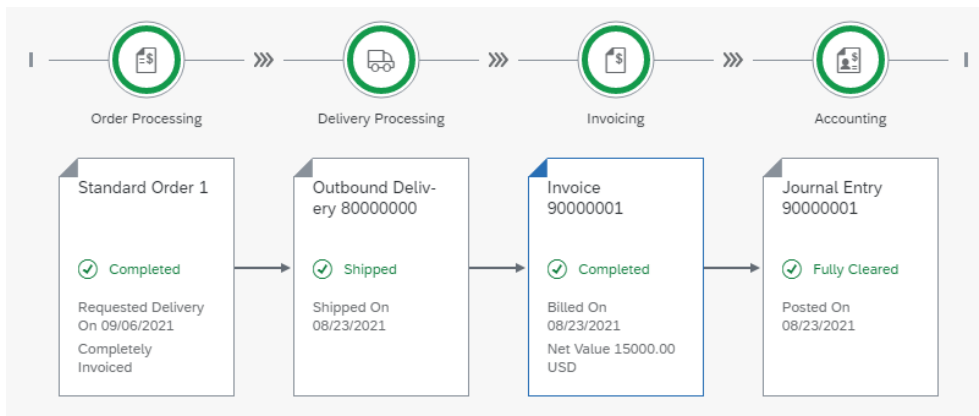 Order Processing
Delivery Processing
Invoicing
Accounting
Standard Order 1
Completed
Requested Delivery
On 09/06/2021
Completely
Invoiced
Outbound Deliv-
ery 80000000
Shipped
Shipped On
08/23/2021
Invoice
90000001
Completed
Billed On
08/23/2021
Net Value 15000.00
USD
Journal Entry
90000001
Fully Cleared
Posted On
08/23/2021